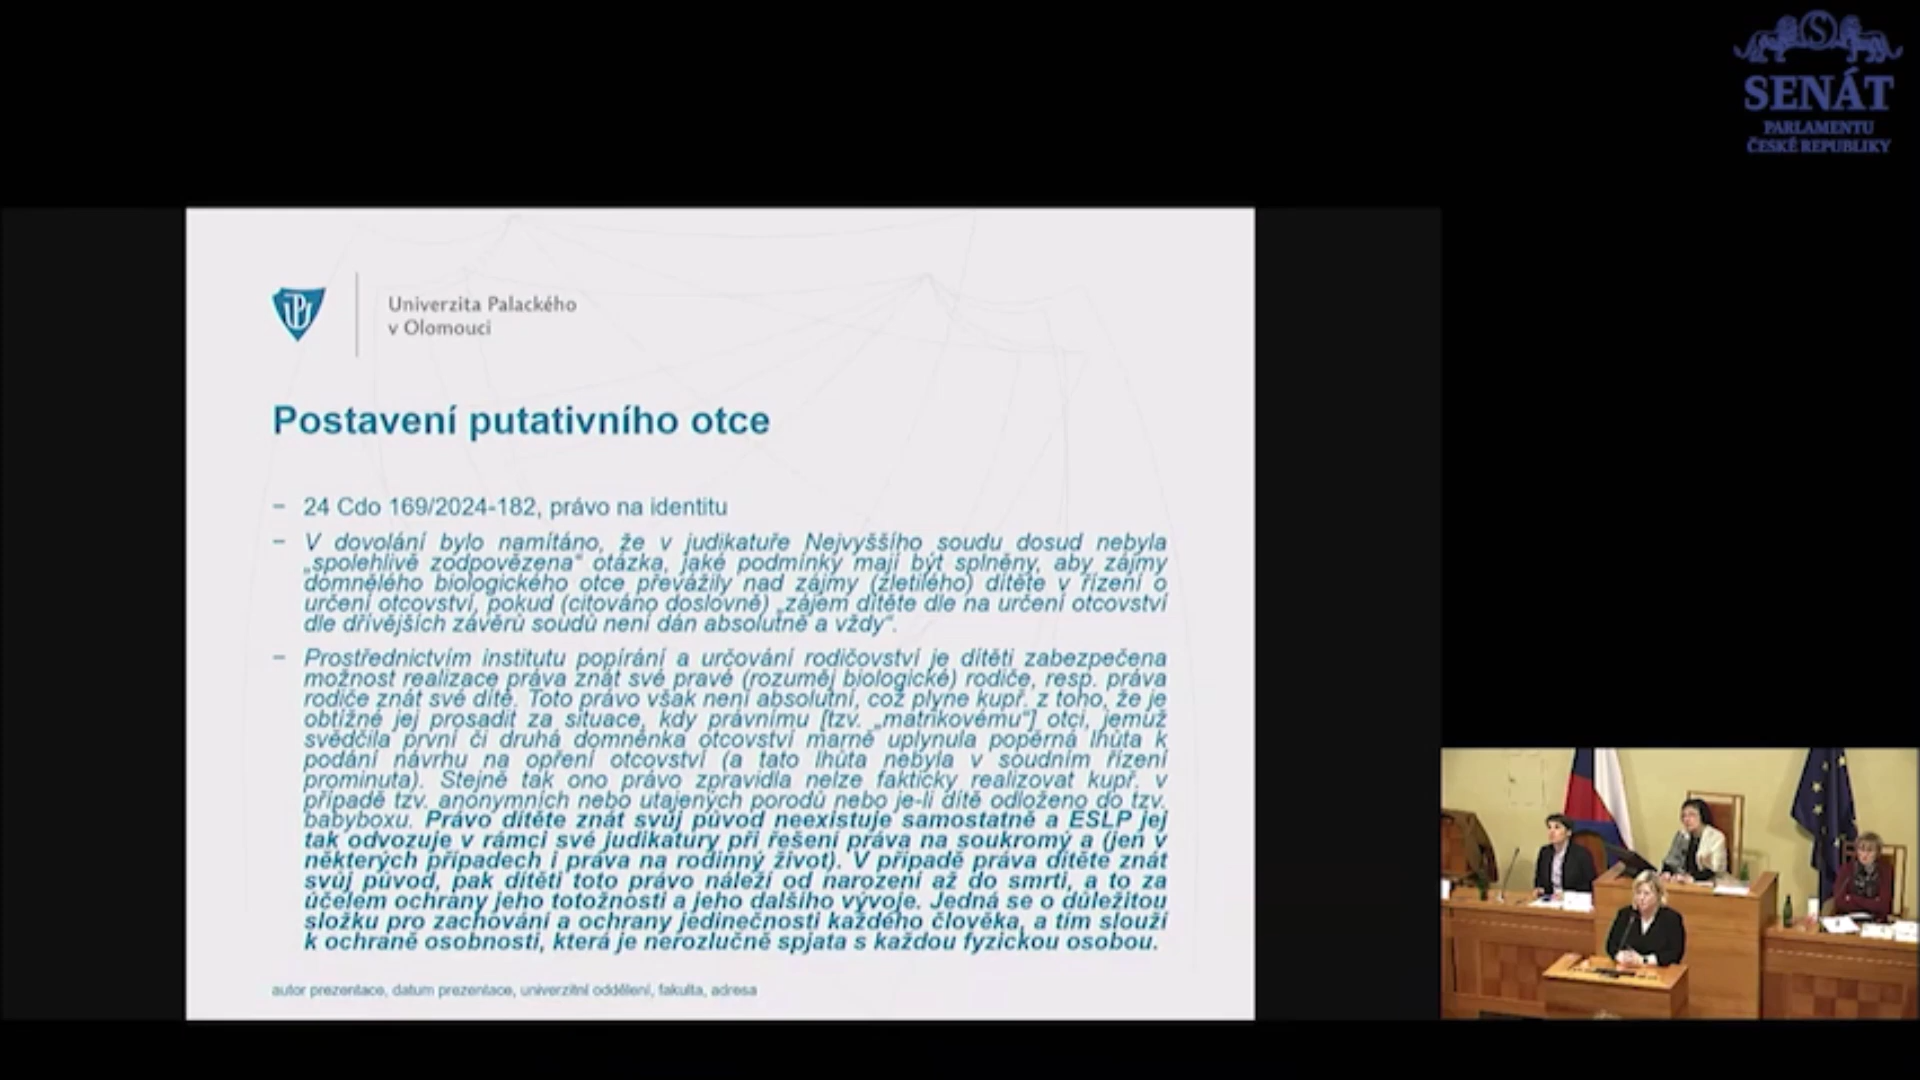 SENÁT
PARLAMENTU
ČESKÉ REPUBLIKY
Univerzita Palackého
v Olomouci
Postavení putativního otce
– 24 Cdo 169/2024-182, právo na identitu
– V dovolání bylo namítáno, že v judikatuře Nejvyššího soudu dosud nebyla
„spolehlivě zodpovězena“ otázka, jaké podmínky mají být splněny, aby zájmy
domnělého biologického otce převážily nad zájmy (zletilého) dítěte v řízení o
určení otcovství, pokud (citováno doslovně) „zájem dítěte dle na určení otcovství
dle dřívějších závěrů soudů není dán absolutně a vždy“.
– Prostřednictvím institutu popírání a určování rodičovství je dítěti zabezpečena
možnost realizace práva znát své pravé (rozuměj biologické) rodiče, resp. práva
rodiče znát své dítě. Toto právo však není absolutní, což plyne kupř. z toho, že je
obtížné jej prosadit za situace, kdy právnímu [tzv. „matrikovému“] otci, jemuž
svědčila první či druhá domněnka otcovství marně uplynula popěrná lhůta k
podání návrhu na opření otcovství (a tato lhůta nebyla v soudním řízení
prominuta). Stejně tak ono právo zpravidla nelze fakticky realizovat kupř. v
případě tzv. anonymních nebo utajených porodů nebo je-li dítě odloženo do tzv.
babyboxu. Právo dítěte znát svůj původ neexistuje samostatně a ESLP jej
tak odvozuje v rámci své judikatury při řešení práva na soukromý a (jen v
některých případech i práva na rodinný život). V případě práva dítěte znát
svůj původ, pak dítěti toto právo náleží od narození až do smrti, a to za
účelem ochrany jeho totožnosti a jeho dalšího vývoje. Jedná se o důležitou
složku pro zachování a ochrany jedinečnosti každého člověka, a tím slouží
k ochraně osobnosti, která je nerozlučně spjata s každou fyzickou osobou.
autor prezentace, datum prezentace, univerzitní oddělení, fakulta, adresa